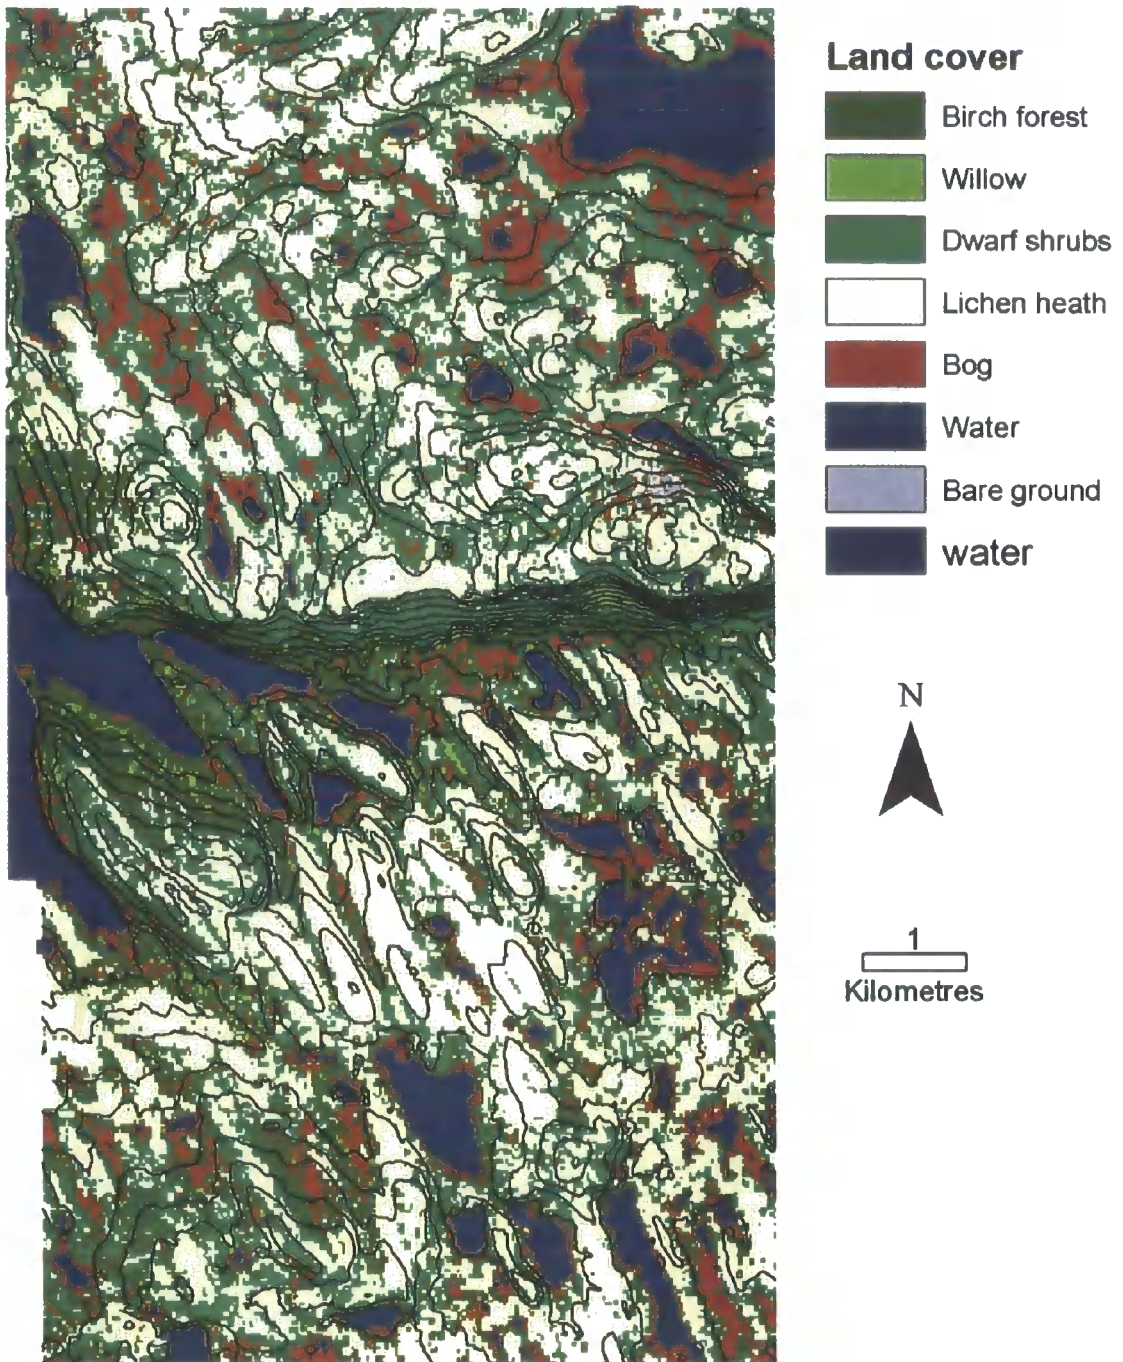 Land cover
Birch forest
Willow
Dwarf shrubs
Lichen heath
Bog
Water
Bare ground
water
N
1
Kilometres